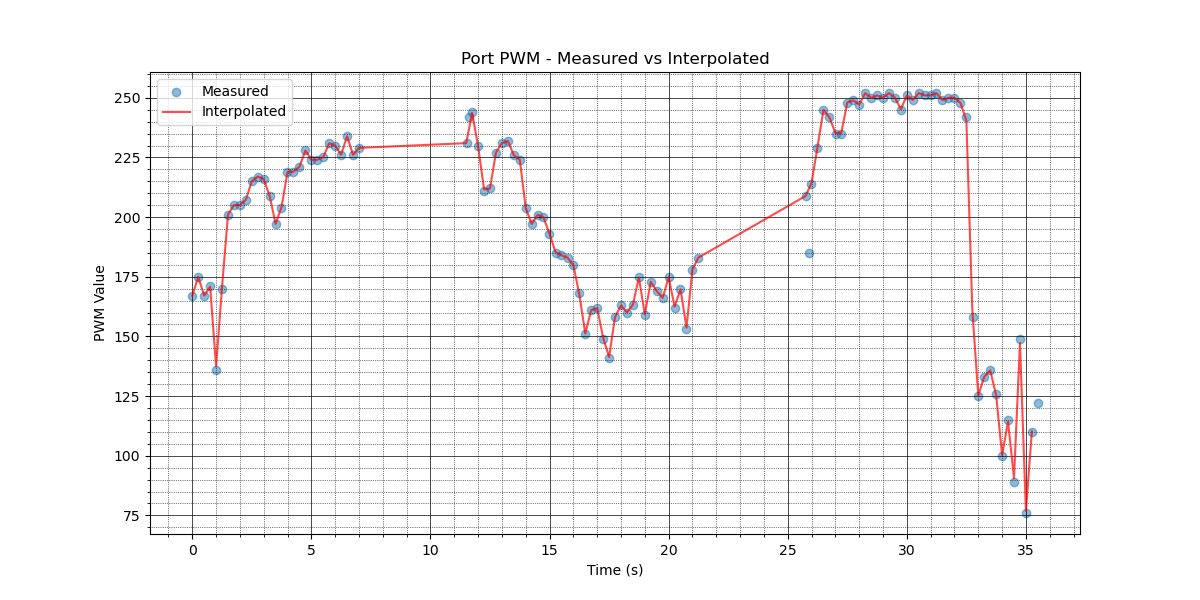 Port PWM - Measured vs Interpolated
Measured
Interpolated
PWM Value
250
225
200
175
150
125
100
75
0 5 10 15 20 25 30 35
Time (s)